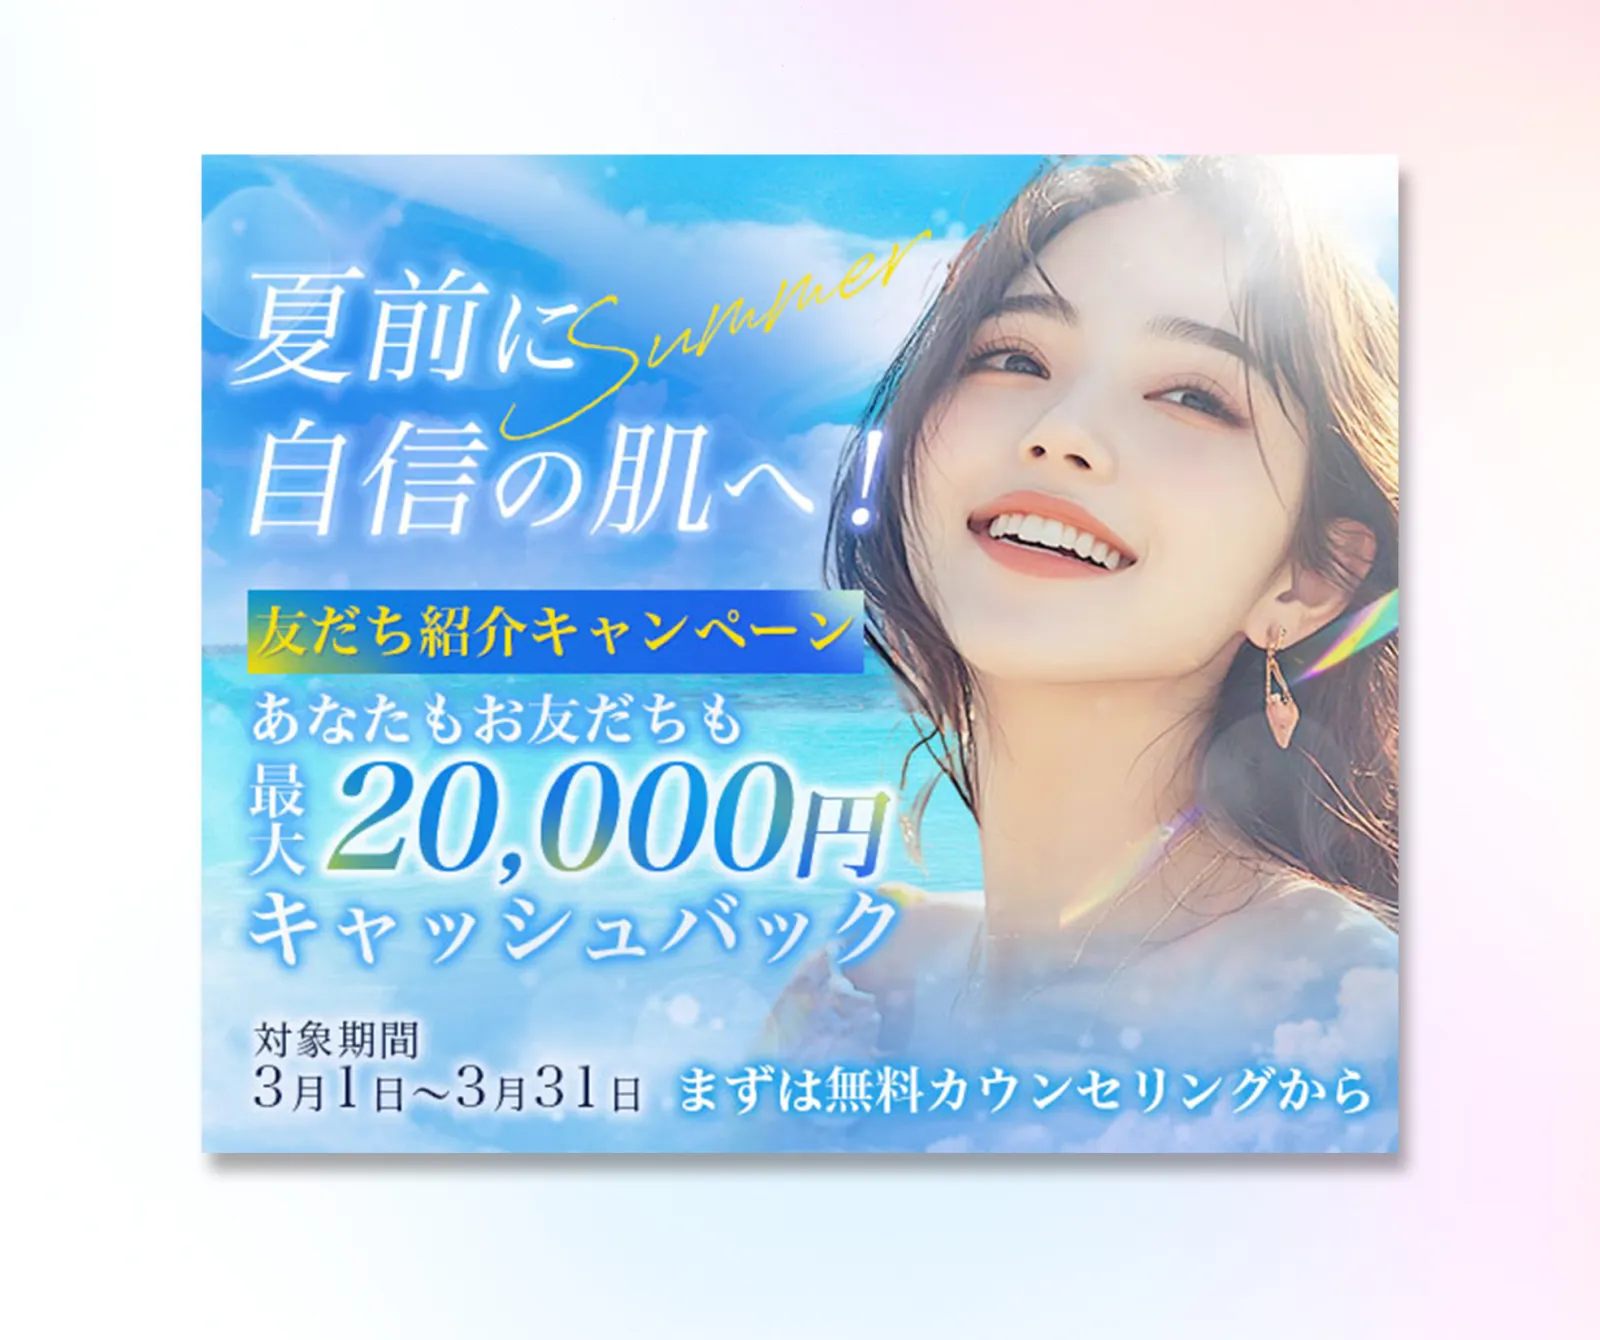 夏前に
Summer
自信の肌へ!
友だち紹介キャンペーン
あなたもお友だちも
最大20,000円
キャッシュバック
対象期間
3月1日〜3月31日
まずは無料カウンセリングから